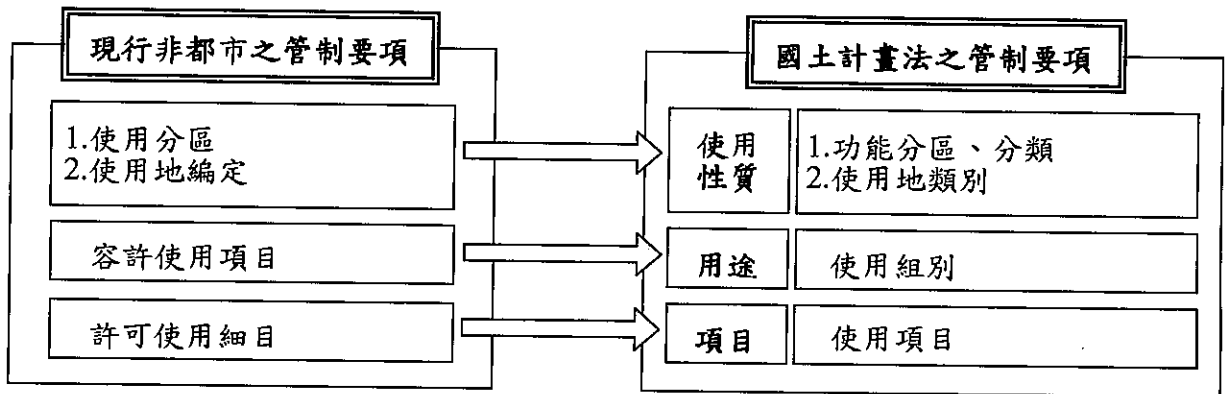 現行非都市之管制要項
1.使用分區
2.使用地編定
容許使用項目
許可使用細目
國土計畫法之管制要項
使用
性質
1.功能分區、分類
2.使用地類別
用途
使用組別
項目
使用項目